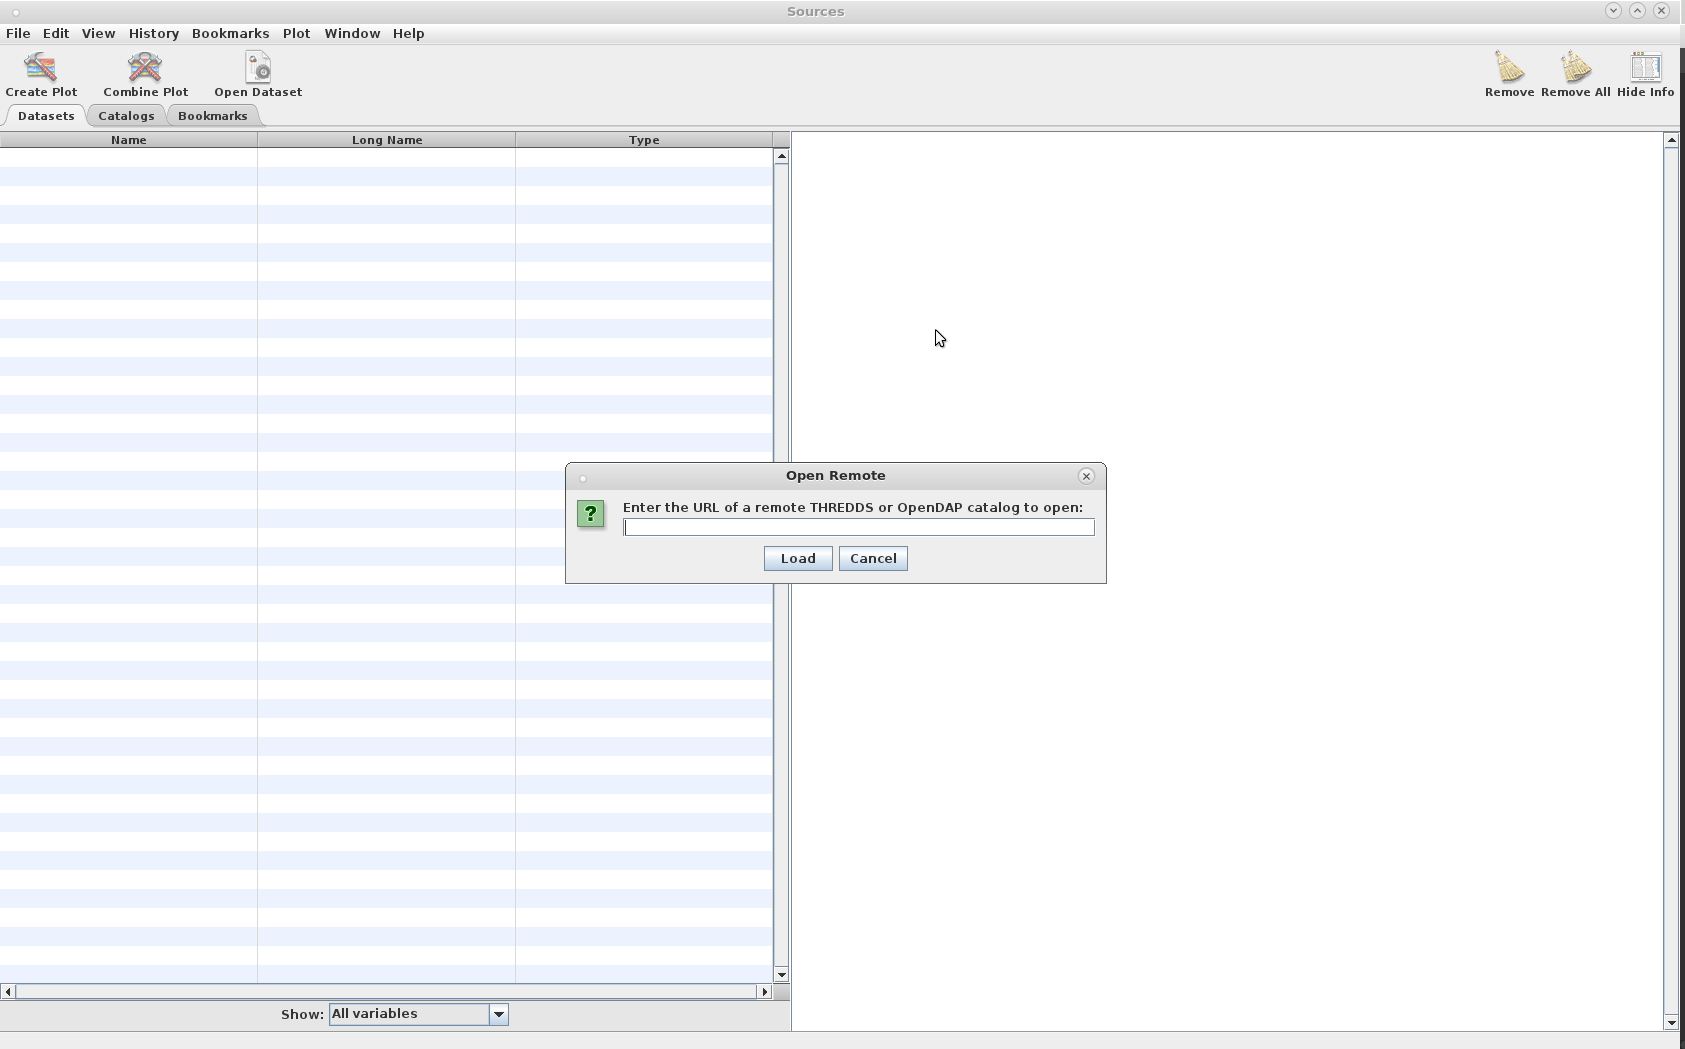 Sources
File Edit View History Bookmarks Plot Window Help
Create Plot Combine Plot Open Dataset Remove Remove All Hide Info
Datasets Catalogs Bookmarks
Name Long Name Type
Open Remote
?
Enter the URL of a remote THREDDS or OpenDAP catalog to open:
Load Cancel
Show: All variables